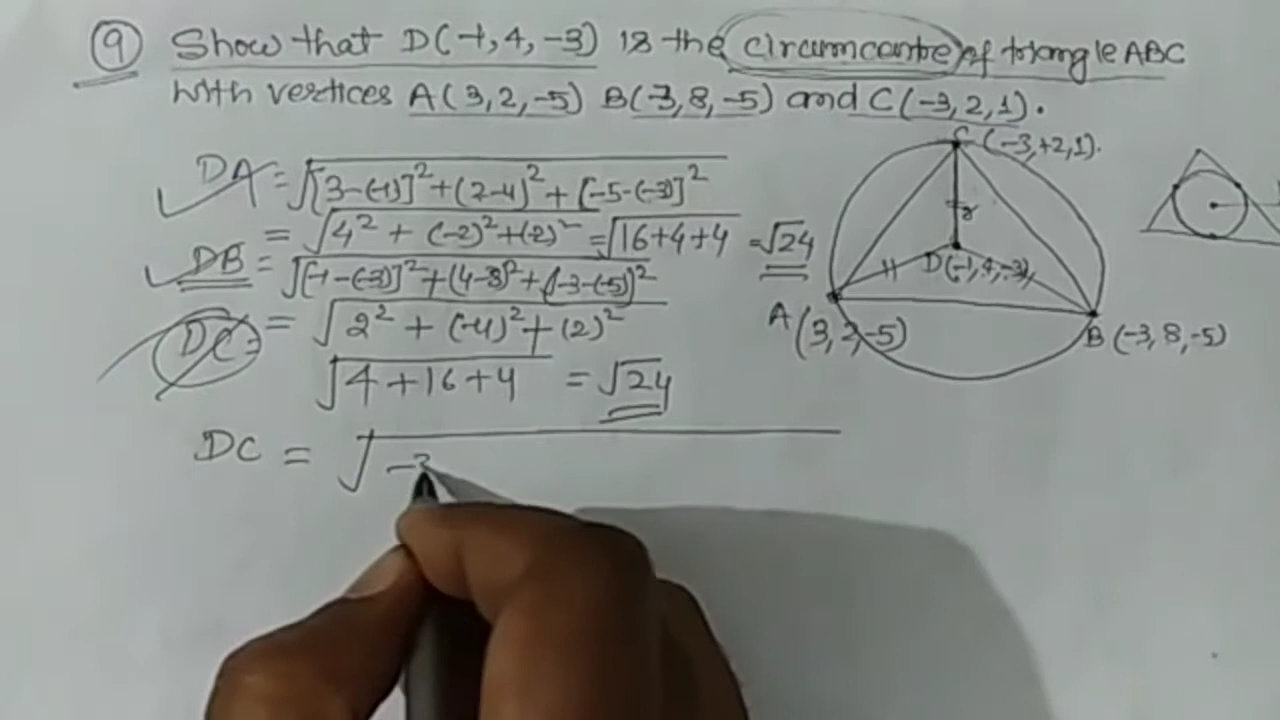 9 Show that D(-1, 4, -3) is the circumcentre of triangle ABC
with vertices A(3, 2, -5) B(-3, 8, -5) and C(-3, 2, 1).
DA = √[3-(-1)]²+(2-4)²+[-5-(-3)]²
= √4² + (-2)²+(2)² = √16+4+4 = √24
DB = √[-1-(-3)]²+(4-8)²+(-3-(-5))²
DC = = √2² + (-4)²+(2)²
√4+16+4 = √24
DC = √-3
C (-3,+2,1).
r
D(-1,4,-3)
A (3, 2, -5)
B (-3, 8, -5)